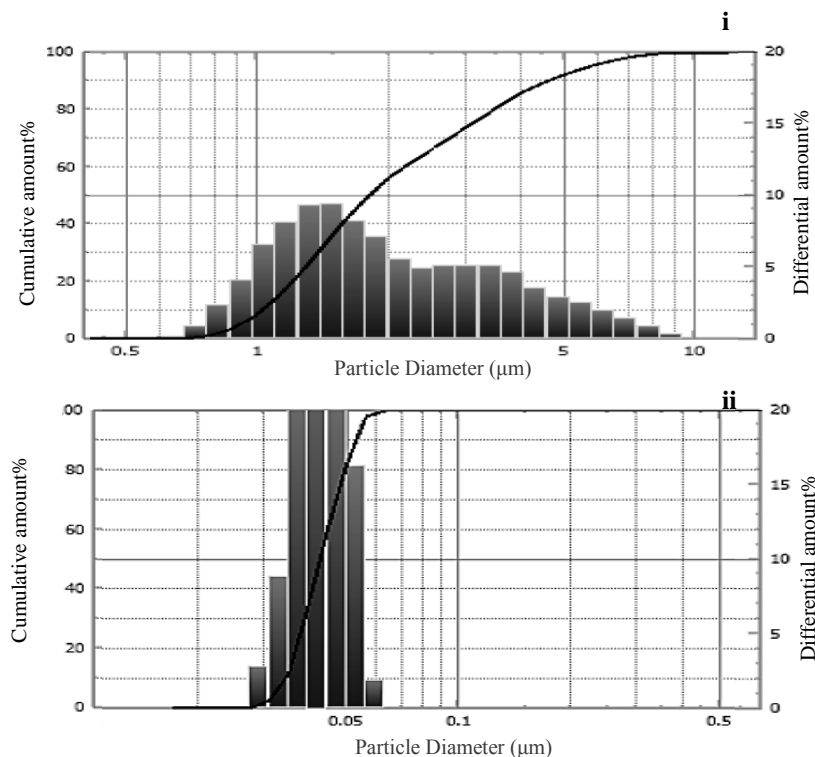 i
100
80
60
40
20
0
Cumulative amount%
20
15
10
5
0
Differential amount%
0.5 1 5 10
Particle Diameter (μm)
ii
.00
80
60
40
20
0
Cumulative amount%
20
15
10
5
0
Differential amount%
0.05 0.1 0.5
Particle Diameter (μm)